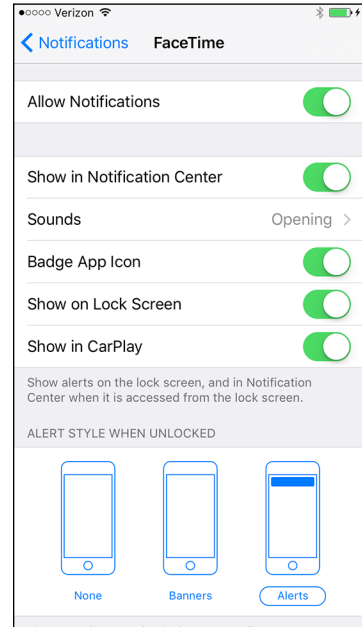 Verizon
Notifications FaceTime
Allow Notifications
Show in Notification Center
Sounds Opening
Badge App Icon
Show on Lock Screen
Show in CarPlay
Show alerts on the lock screen, and in Notification
Center when it is accessed from the lock screen.
ALERT STYLE WHEN UNLOCKED
None Banners Alerts